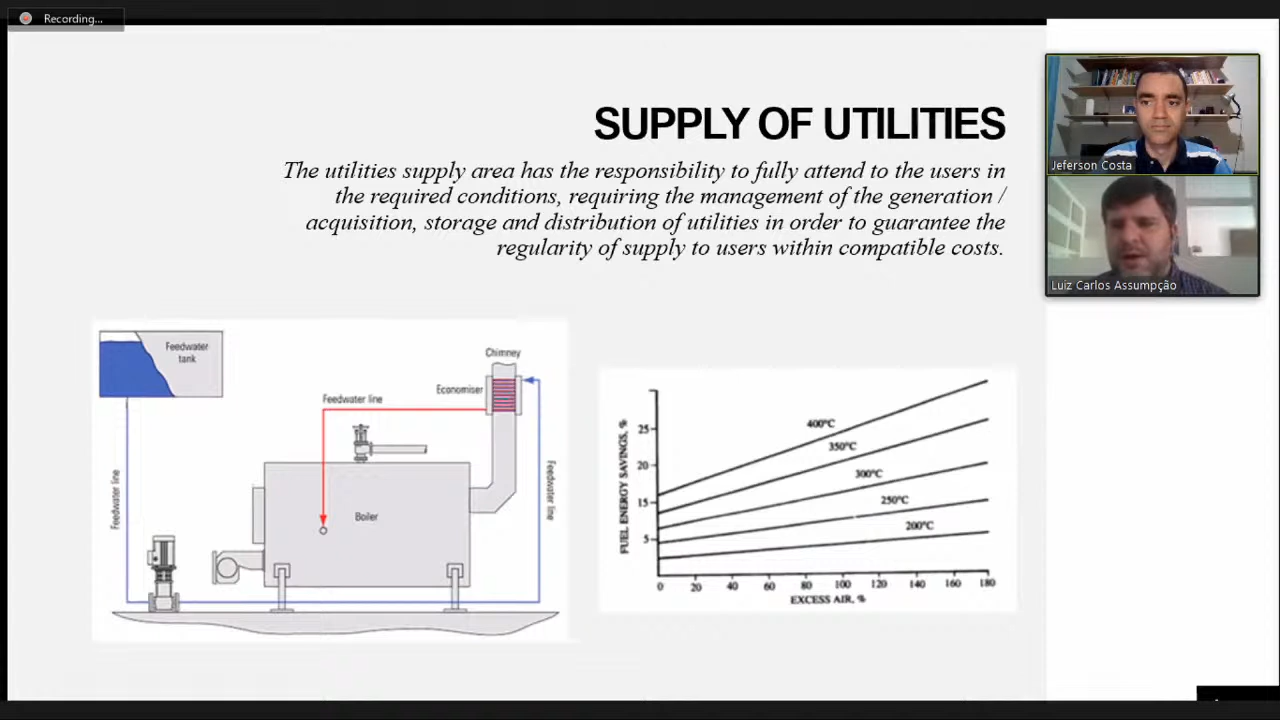 Recording...
SUPPLY OF UTILITIES
The utilities supply area has the responsibility to fully attend to the users in
the required conditions, requiring the management of the generation /
acquisition, storage and distribution of utilities in order to guarantee the
regularity of supply to users within compatible costs.
Jeferson Costa
Luiz Carlos Assumpção
Feedwater
tank
Chimney
Economiser
Feedwater line
Feedwater line
Boiler
Feedwater line
FUEL ENERGY SAVINGS, %
25
20
15
5
400°C
350°C
300°C
250°C
200°C
0 20 40 60 80 100 120 140 160 180
EXCESS AIR, %